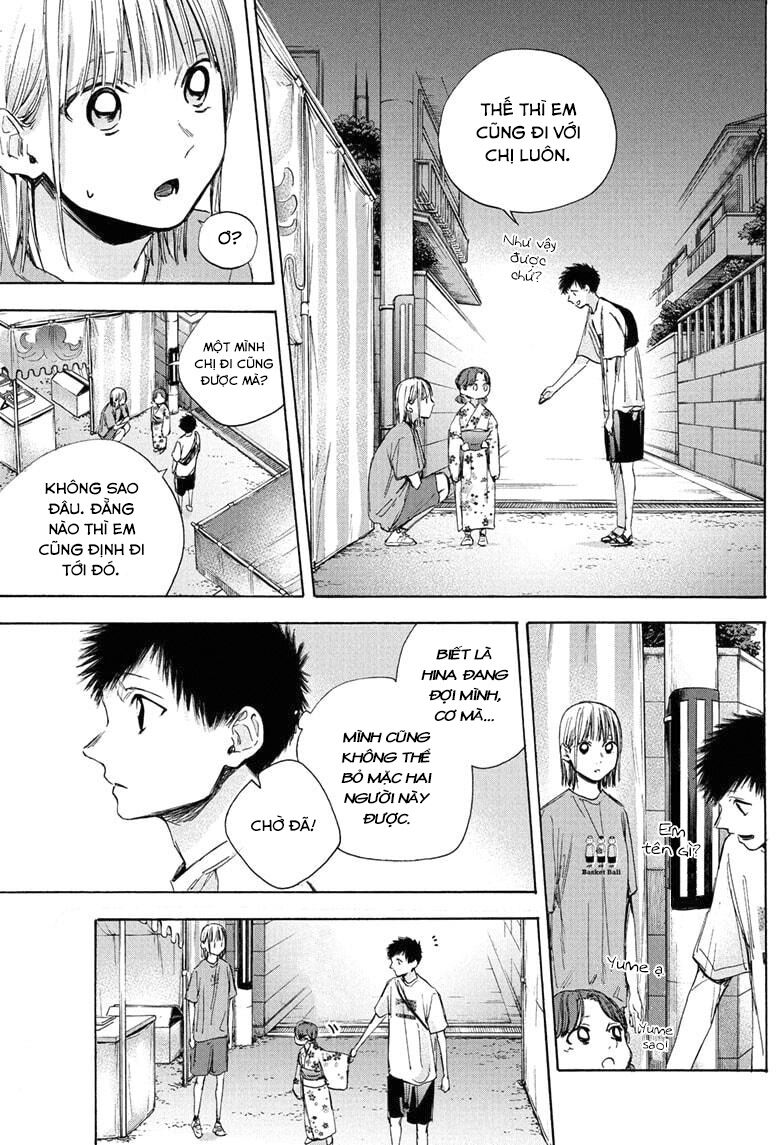 THẾ THÌ EM
CŨNG ĐI VỚI
CHỊ LUÔN.
Như vậy
được
chứ?
Ơ?
MỘT MÌNH
CHỊ ĐI CŨNG
ĐƯỢC MÀ?
KHÔNG SAO
ĐÂU. ĐẰNG
NÀO THÌ EM
CŨNG ĐỊNH ĐI
TỚI ĐÓ.
Em
tên gì?
Basket Ball
Yume ạ
Yume
sao!
BIẾT LÀ
HINA ĐANG
ĐỢI MÌNH,
CƠ MÀ...
MÌNH CŨNG
KHÔNG THỂ
BỎ MẶC HAI
NGƯỜI NÀY
ĐƯỢC.
CHỜ ĐÃ!